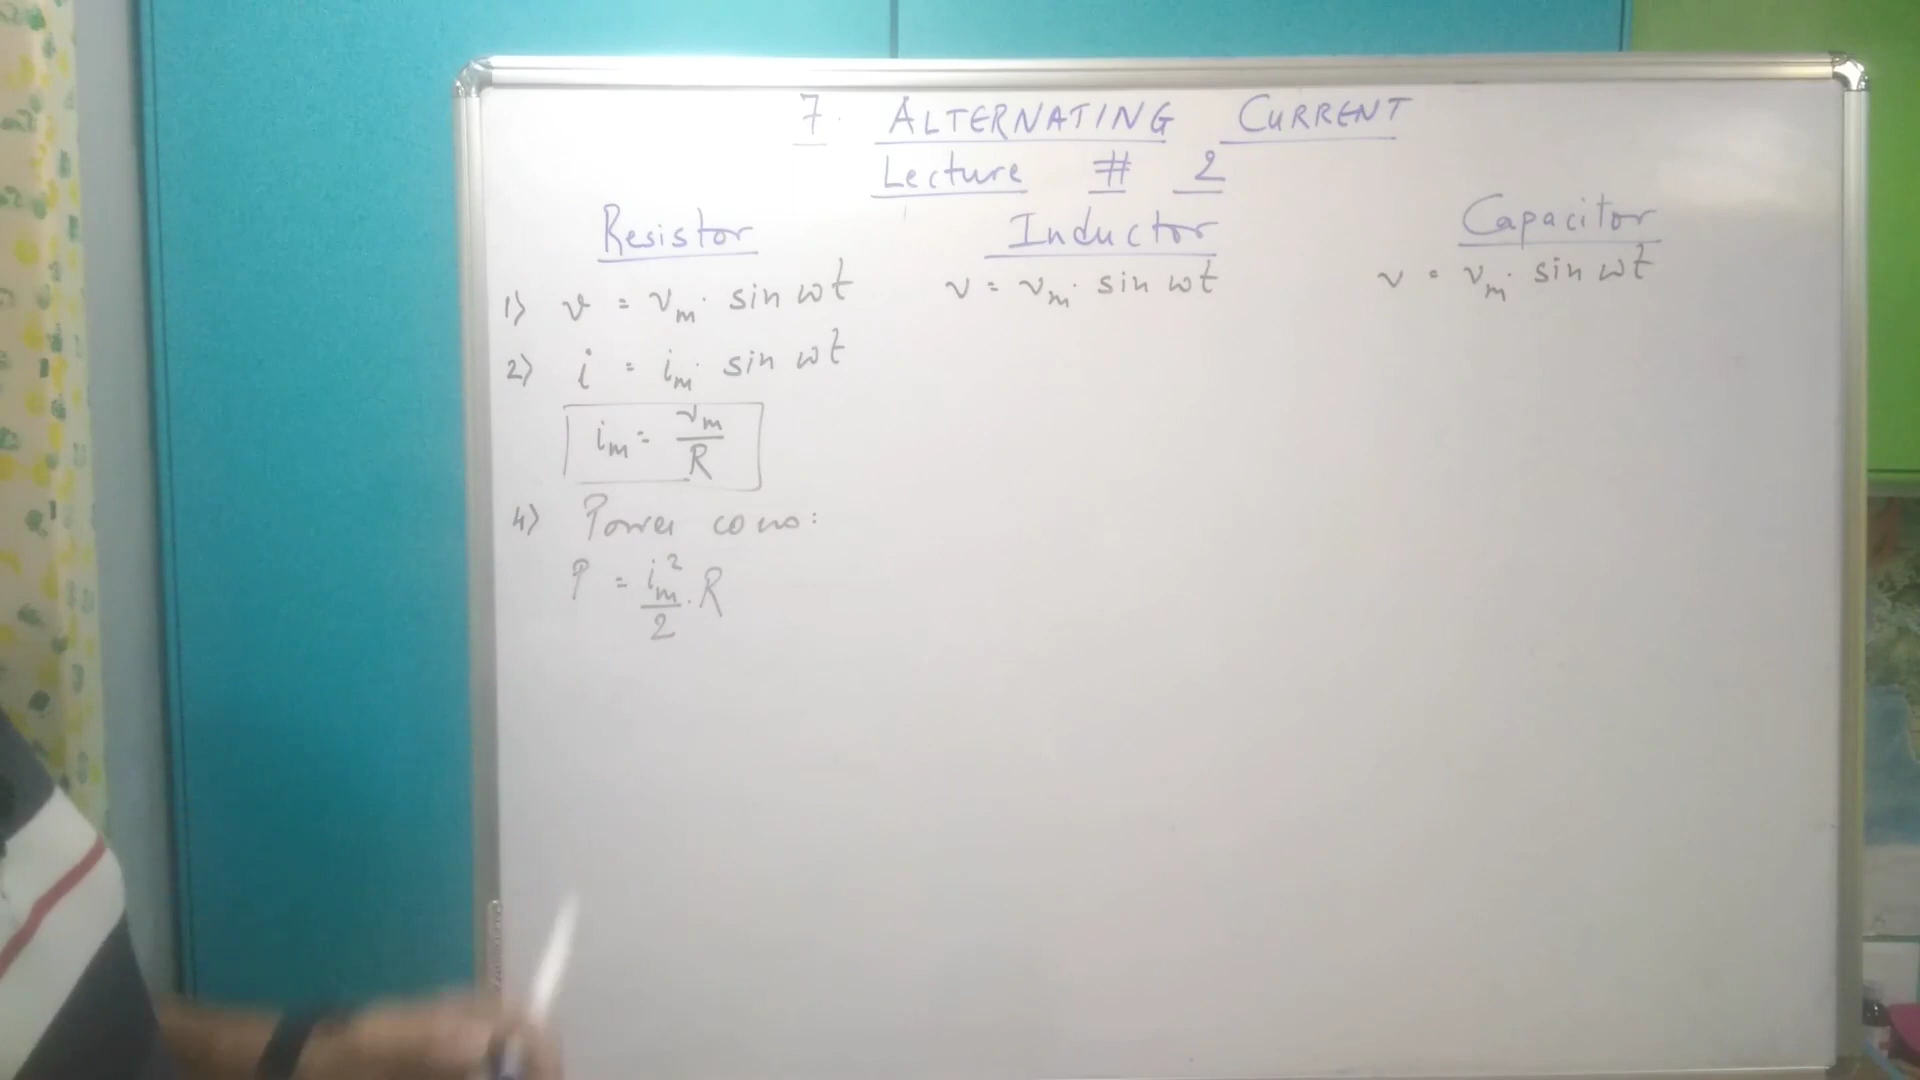 7. ALTERNATING CURRENT
Lecture # 2
Resistor Inductor Capacitor
1) v = vm · sin ωt v = vm · sin ωt v = vm · sin ωt
2) i = im · sin ωt
im = vm / R
4) Power
P = im² / 2 · R